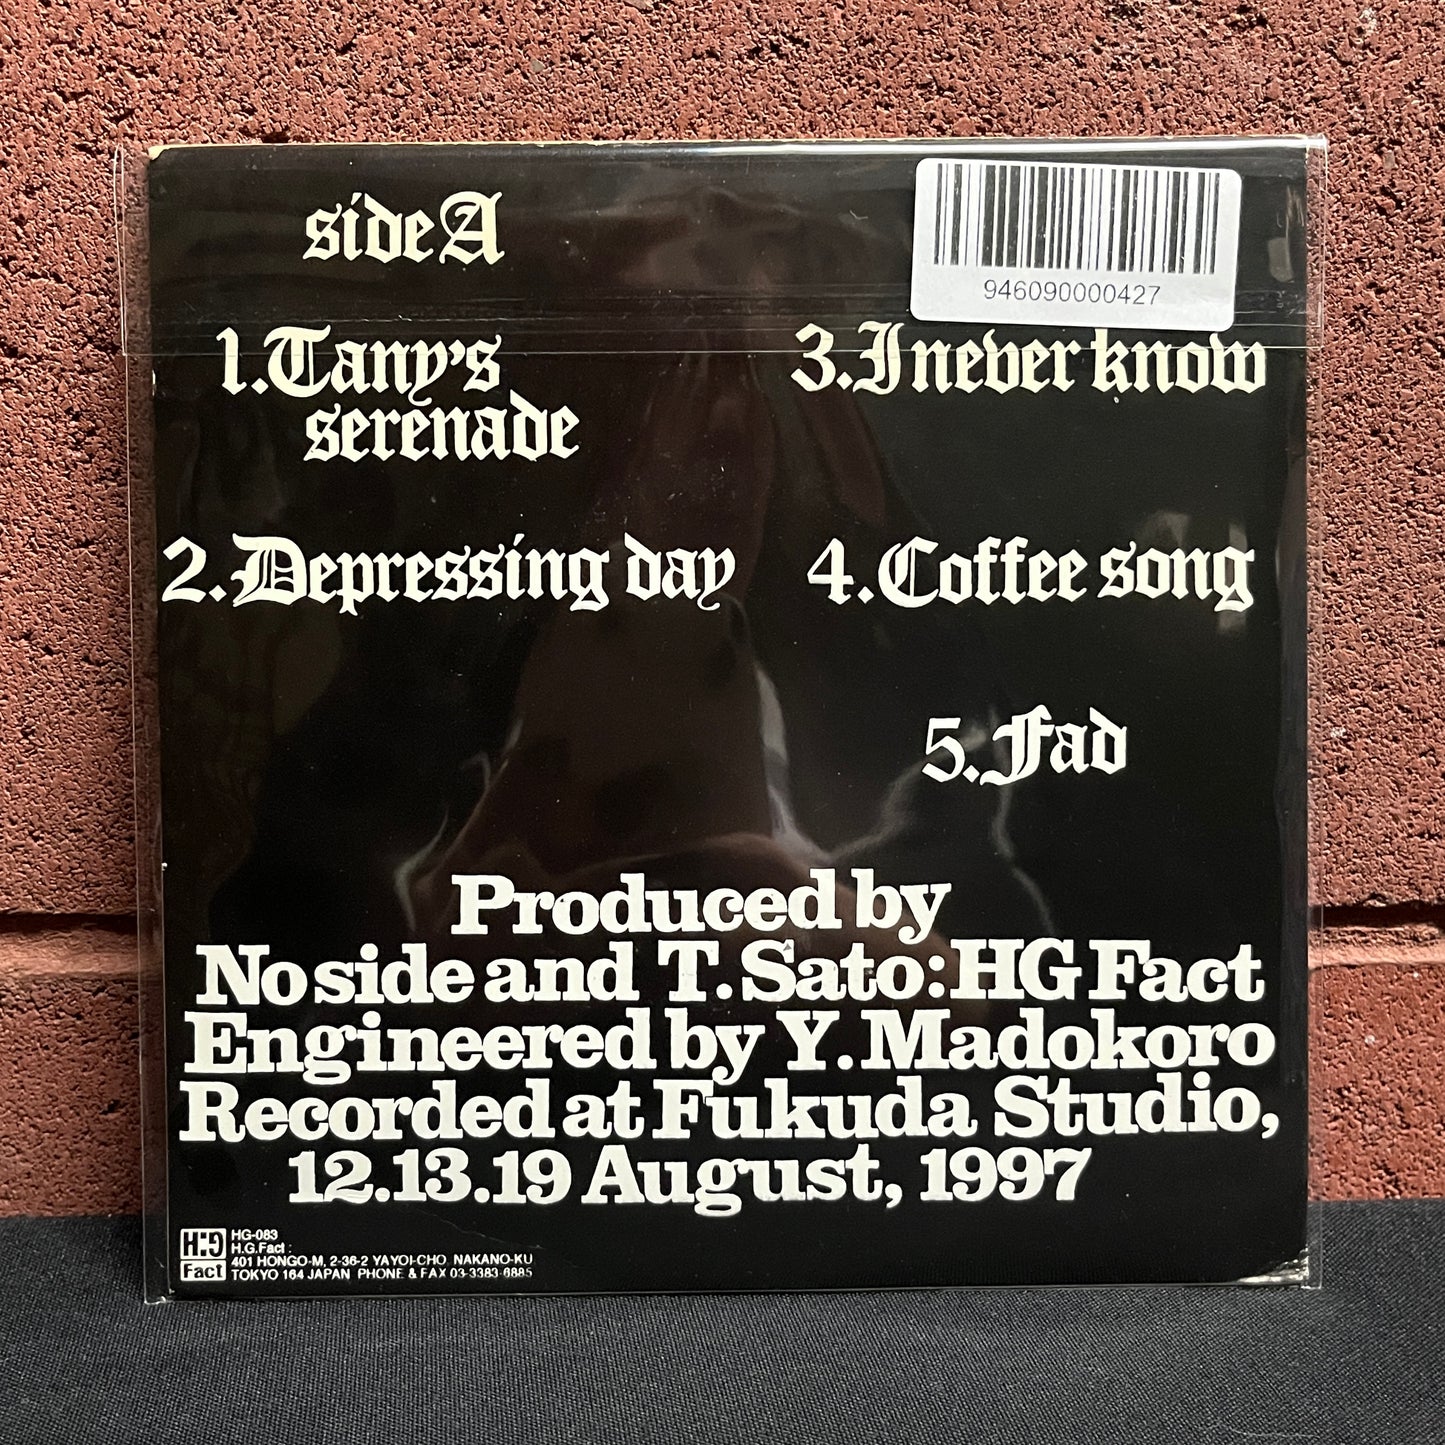 side A
946090000427
1. Tany's
serenade
2. Depressing day
3. I never know
4. Coffee song
5. Fad
Produced by
No side and T. Sato: HG Fact
Engineered by Y. Madokoro
Recorded at Fukuda Studio,
12.13.19 August, 1997
H:G
Fact
HG-083
H.G.Fact :
401 HONGO-M, 2-36-2 YAYOI-CHO, NAKANO-KU
TOKYO 164 JAPAN PHONE & FAX 03-3383-6885